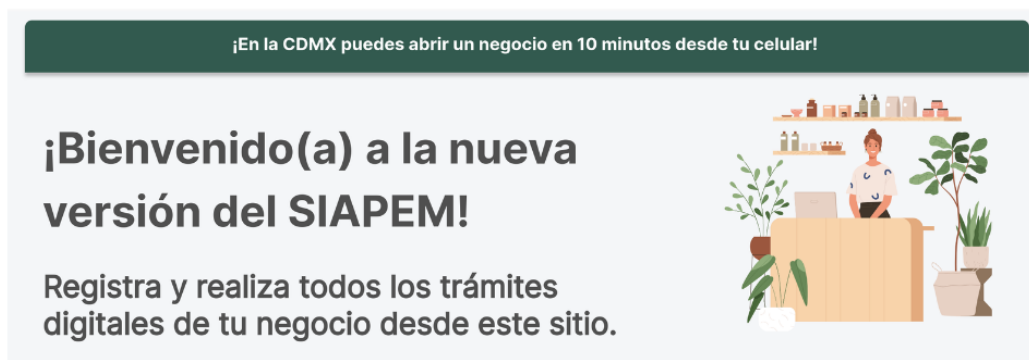 ¡En la CDMX puedes abrir un negocio en 10 minutos desde tu celular!
¡Bienvenido(a) a la nueva
versión del SIAPEM!
Registra y realiza todos los trámites
digitales de tu negocio desde este sitio.